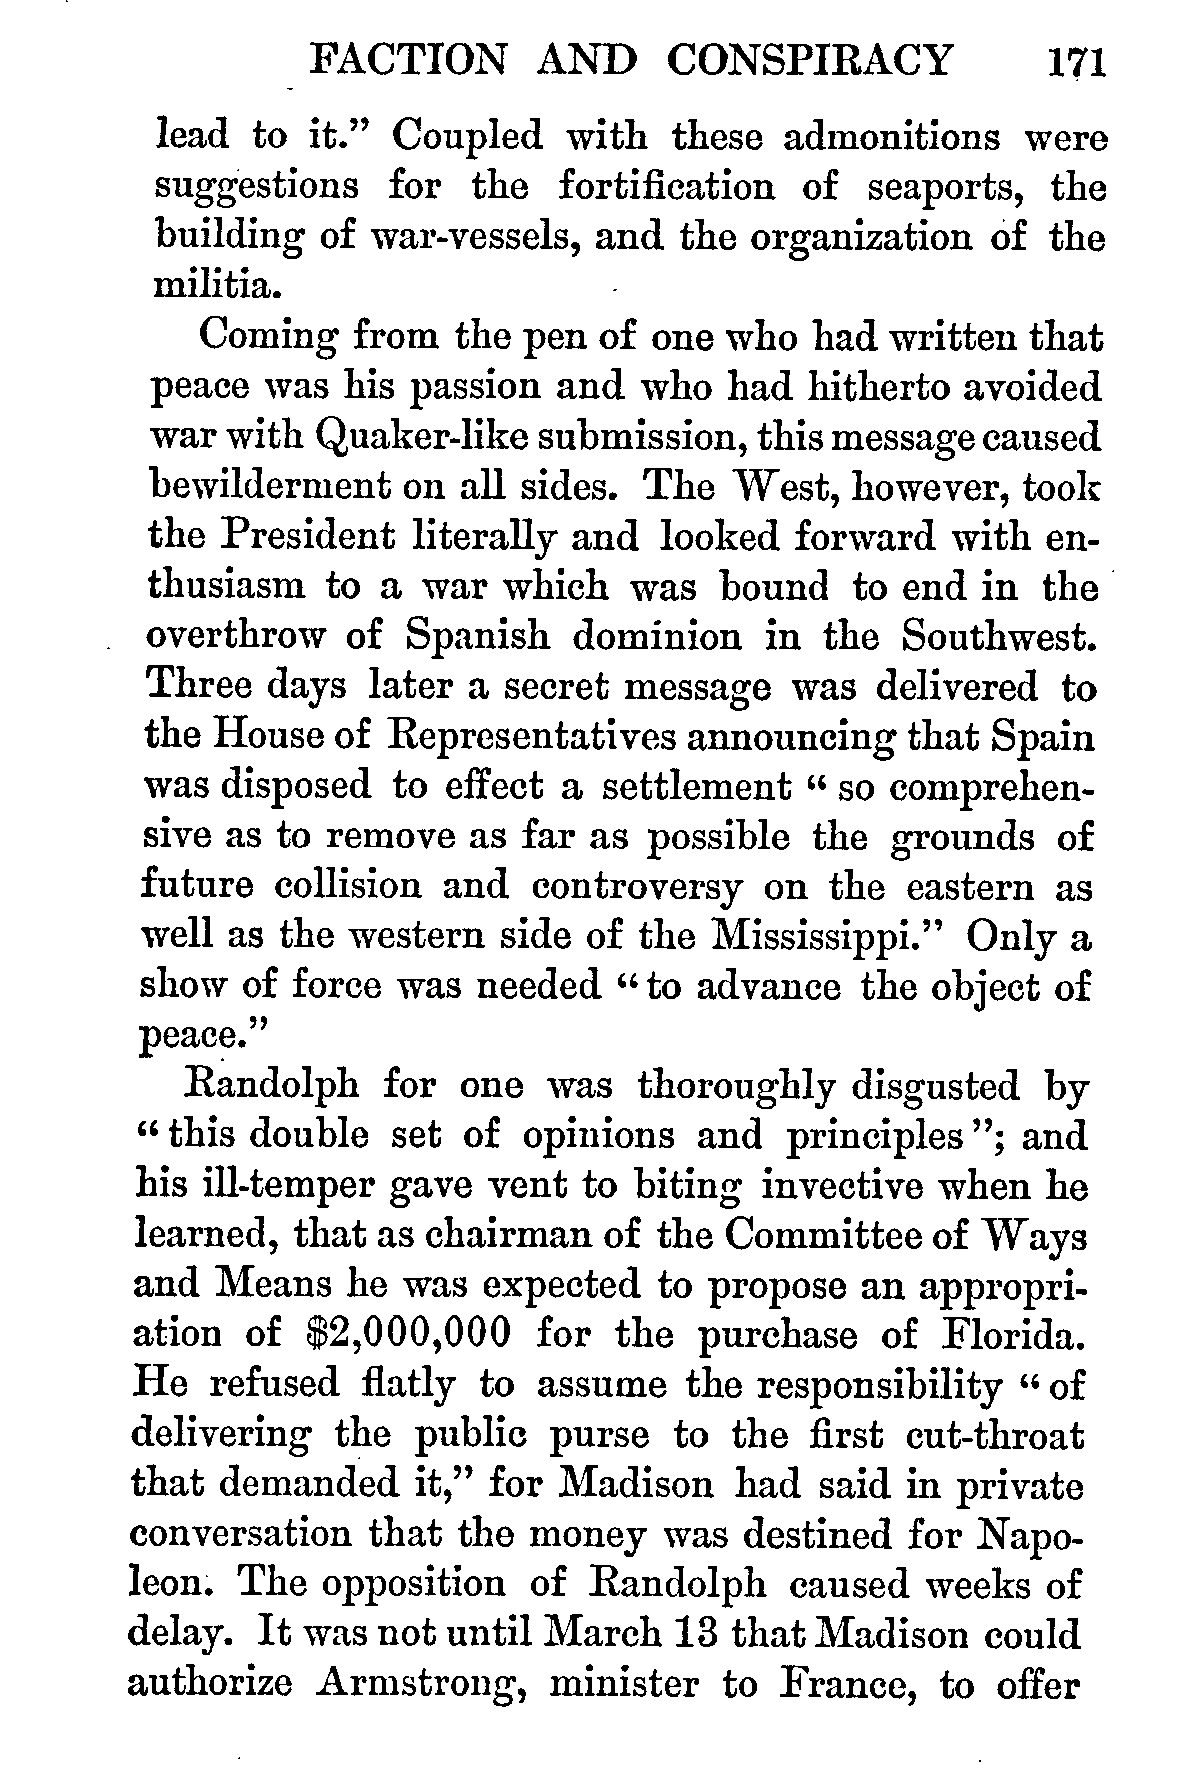 FACTION AND CONSPIRACY 171
lead to it.” Coupled with these admonitions were
suggestions for the fortification of seaports, the
building of war-vessels, and the organization of the
militia.
Coming from the pen of one who had written that
peace was his passion and who had hitherto avoided
war with Quaker-like submission, this message caused
bewilderment on all sides. The West, however, took
the President literally and looked forward with en-
thusiasm to a war which was bound to end in the
overthrow of Spanish dominion in the Southwest.
Three days later a secret message was delivered to
the House of Representatives announcing that Spain
was disposed to effect a settlement “ so comprehen-
sive as to remove as far as possible the grounds of
future collision and controversy on the eastern as
well as the western side of the Mississippi.” Only a
show of force was needed “ to advance the object of
peace.”
Randolph for one was thoroughly disgusted by
“ this double set of opinions and principles ”; and
his ill-temper gave vent to biting invective when he
learned, that as chairman of the Committee of Ways
and Means he was expected to propose an appropri-
ation of $2,000,000 for the purchase of Florida.
He refused flatly to assume the responsibility “ of
delivering the public purse to the first cut-throat
that demanded it,” for Madison had said in private
conversation that the money was destined for Napo-
leon. The opposition of Randolph caused weeks of
delay. It was not until March 13 that Madison could
authorize Armstrong, minister to France, to offer